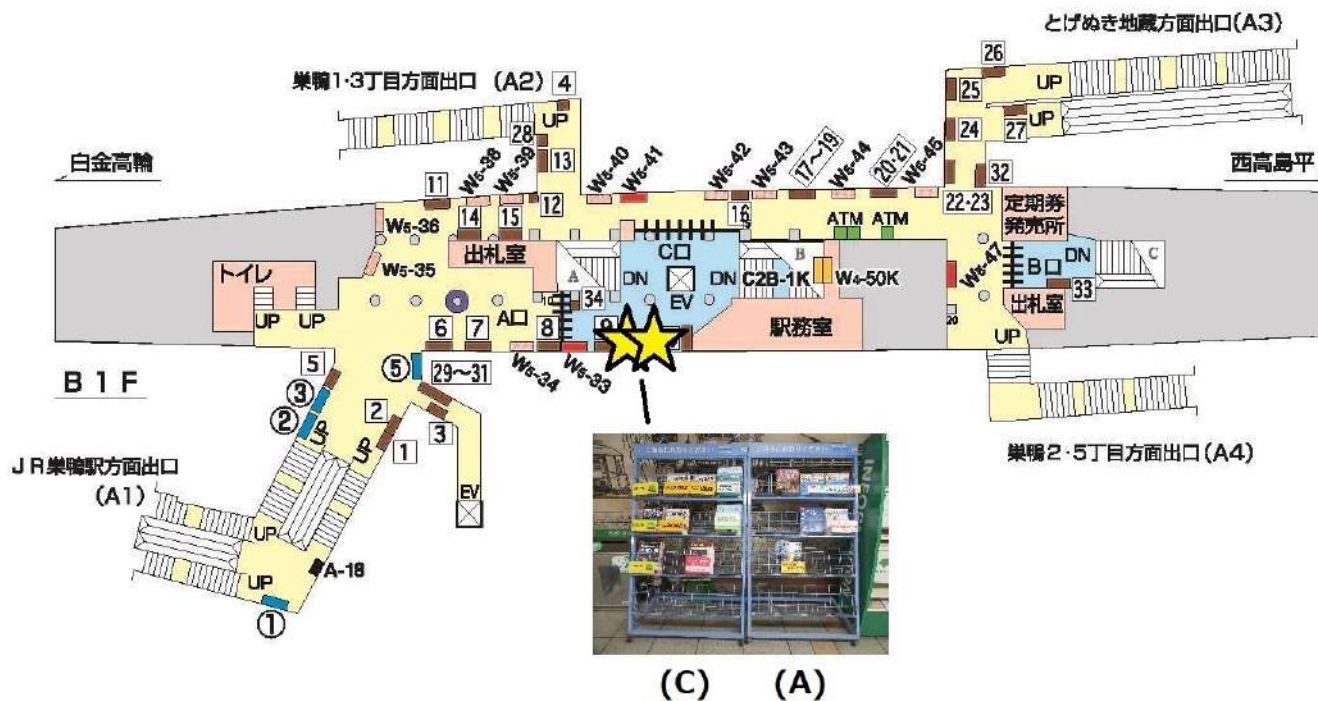 とげぬき地蔵方面出口(A3)
26
巣鴨1・3丁目方面出口 (A2)
4
UP
25
UP
UP
27
24
28
13
白金高輪
西高島平
W5-38
W5-39
W5-40
W5-41
W5-42
W5-43
17～19
W5-44
20・21
W5-45
32
11
12
16
22・23
定期券
発売所
W5-36
14
15
ATM
ATM
出札室
C口
W5-35
A
DN
DN
B
C2B-1K
W4-50K
W5-47
B口
DN
C
トイレ
EV
34
33
出札室
UP
UP
A口
駅務室
6
7
8
9
UP
B1F
5
⑤
29～31
W5-34
W5-33
③
②
UP
2
3
1
UP
巣鴨2・5丁目方面出口(A4)
JR巣鴨駅方面出口
(A1)
EV
UP
UP
A-18
①
(C)
(A)